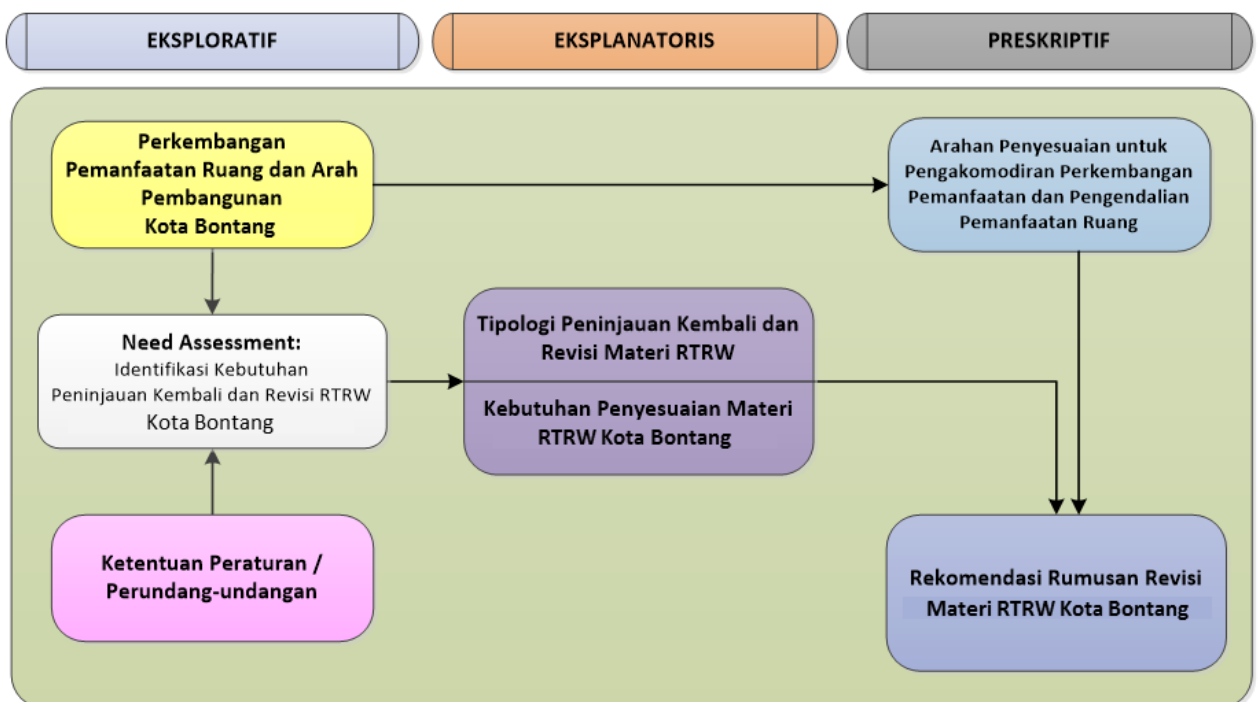 EKSPLORATIF
EKSPLANATORIS
PRESKRIPTIF
Perkembangan
Pemanfaatan Ruang dan Arah
Pembangunan
Kota Bontang
Arahan Penyesuaian untuk
Pengakomodiran Perkembangan
Pemanfaatan dan Pengendalian
Pemanfaatan Ruang
Need Assessment:
Identifikasi Kebutuhan
Peninjauan Kembali dan Revisi RTRW
Kota Bontang
Tipologi Peninjauan Kembali dan
Revisi Materi RTRW
Kebutuhan Penyesuaian Materi
RTRW Kota Bontang
Ketentuan Peraturan /
Perundang-undangan
Rekomendasi Rumusan Revisi
Materi RTRW Kota Bontang